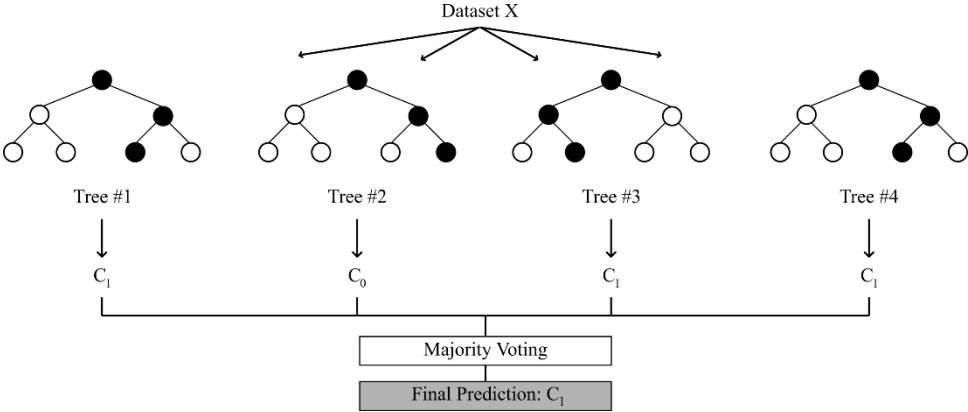 Dataset X
Tree #1 Tree #2 Tree #3 Tree #4
C₁ C₀ C₁ C₁
Majority Voting
Final Prediction: C₁